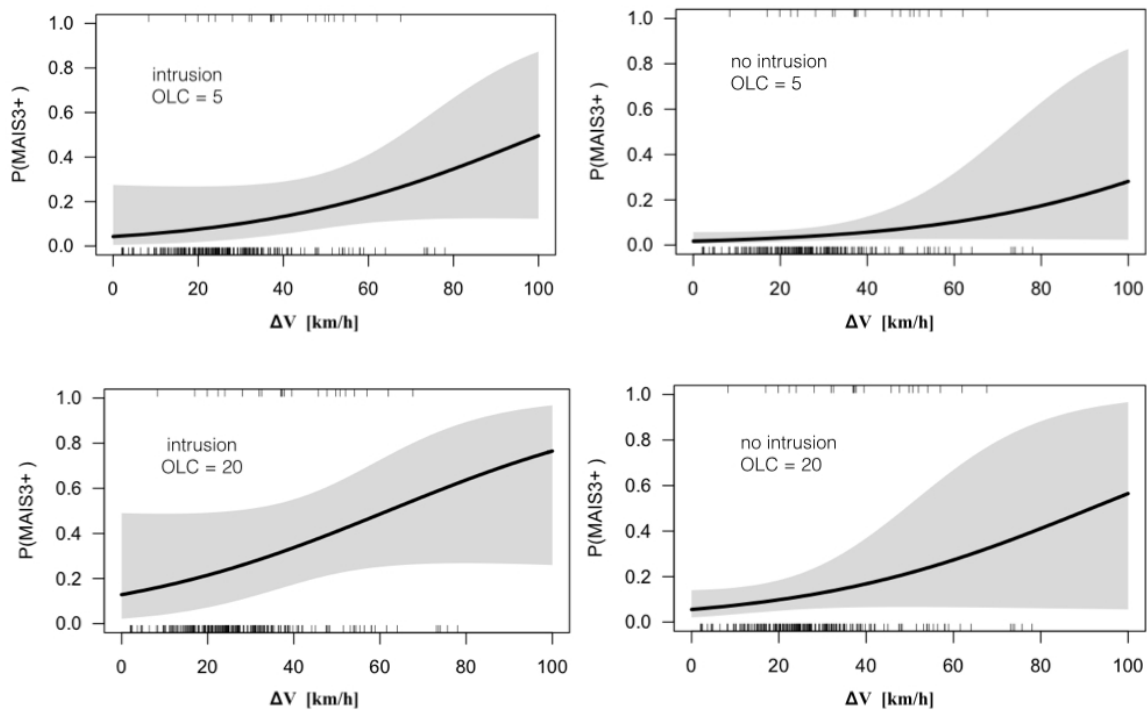 P(MAIS3+)
1.0
0.8
0.6
0.4
0.2
0.0
intrusion
OLC = 5
0 20 40 60 80 100
ΔV [km/h]
P(MAIS3+)
1.0
0.8
0.6
0.4
0.2
0.0
no intrusion
OLC = 5
0 20 40 60 80 100
ΔV [km/h]
P(MAIS3+ )
1.0
0.8
0.6
0.4
0.2
0.0
intrusion
OLC = 20
0 20 40 60 80 100
ΔV [km/h]
P(MAIS3+ )
1.0
0.8
0.6
0.4
0.2
0.0
no intrusion
OLC = 20
0 20 40 60 80 100
ΔV [km/h]